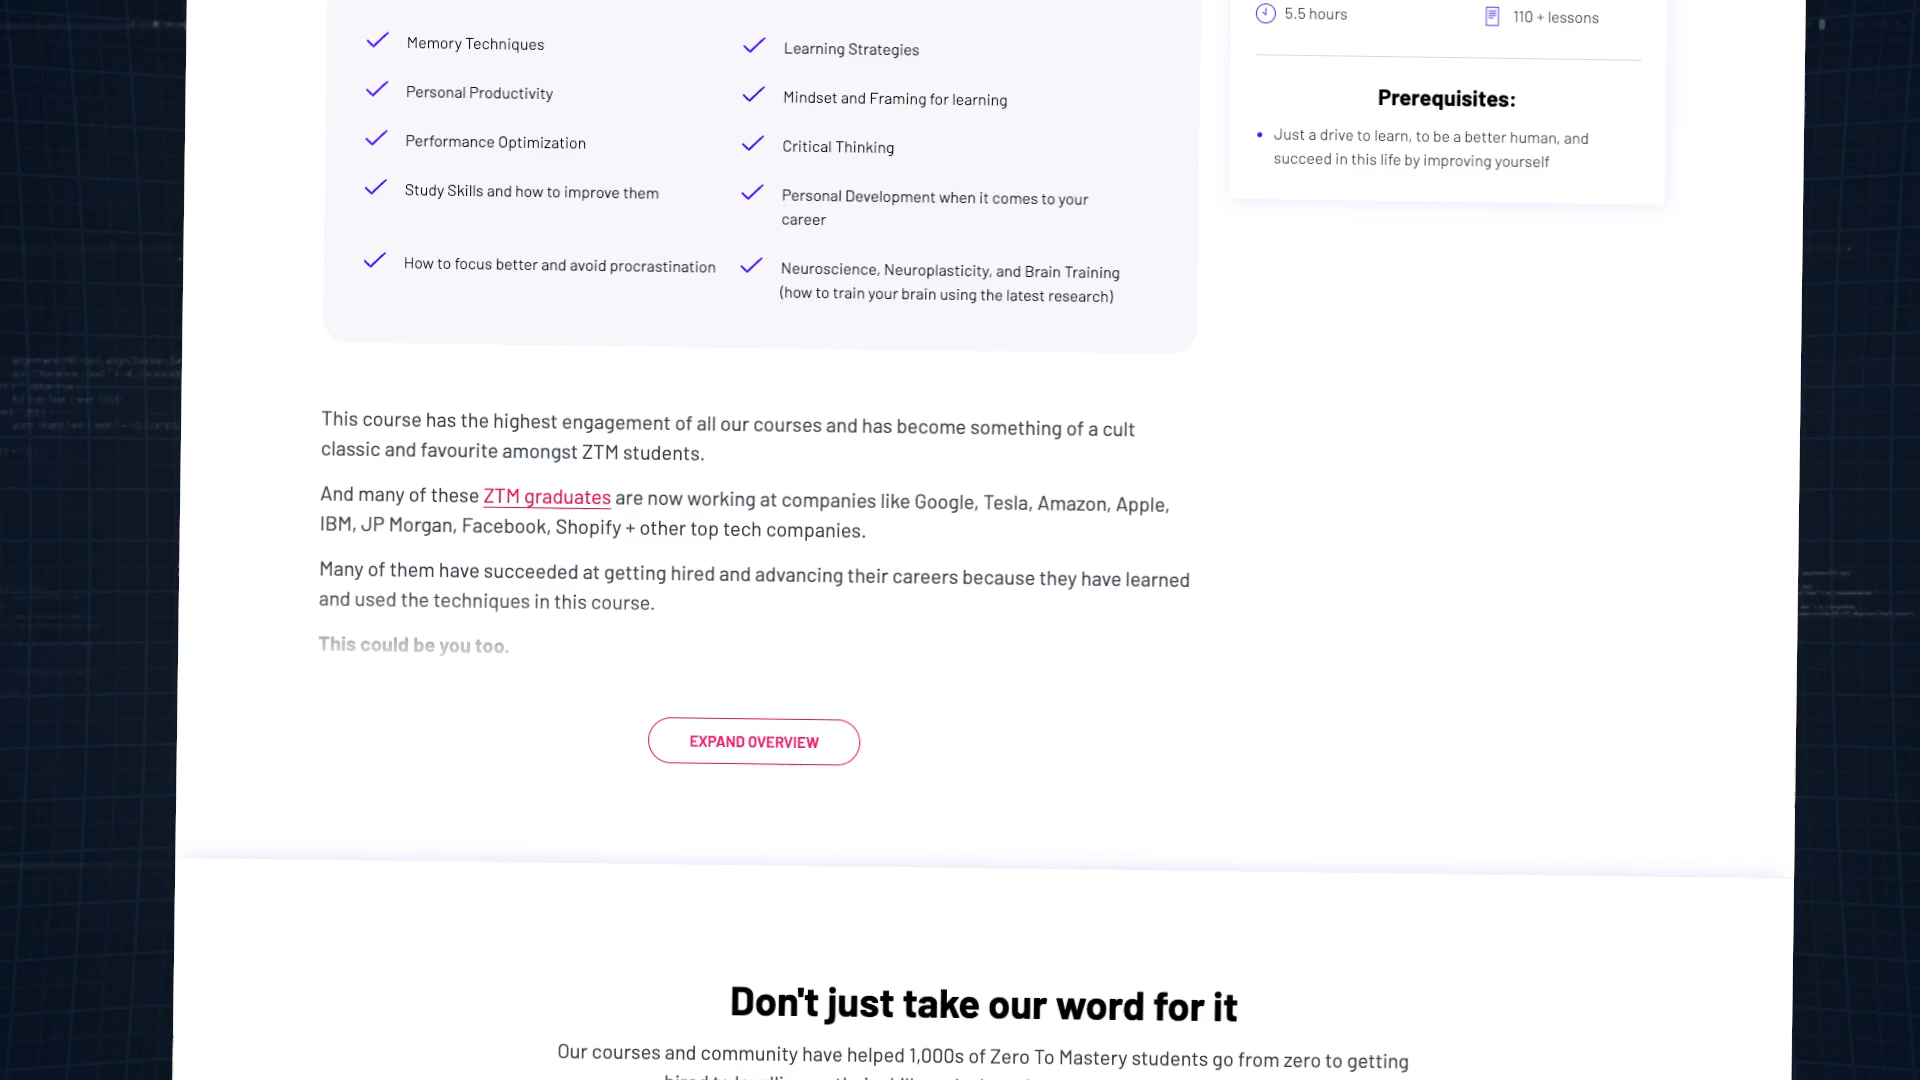 5.5 hours
110 + lessons
Memory Techniques
Learning Strategies
Personal Productivity
Mindset and Framing for learning
Performance Optimization
Critical Thinking
Study Skills and how to improve them
Personal Development when it comes to your
career
How to focus better and avoid procrastination
Neuroscience, Neuroplasticity, and Brain Training
(how to train your brain using the latest research)
Prerequisites:
• Just a drive to learn, to be a better human, and
succeed in this life by improving yourself
This course has the highest engagement of all our courses and has become something of a cult
classic and favourite amongst ZTM students.
And many of these ZTM graduates are now working at companies like Google, Tesla, Amazon, Apple,
IBM, JP Morgan, Facebook, Shopify + other top tech companies.
Many of them have succeeded at getting hired and advancing their careers because they have learned
and used the techniques in this course.
This could be you too.
EXPAND OVERVIEW
Don't just take our word for it
Our courses and community have helped 1,000s of Zero To Mastery students go from zero to getting